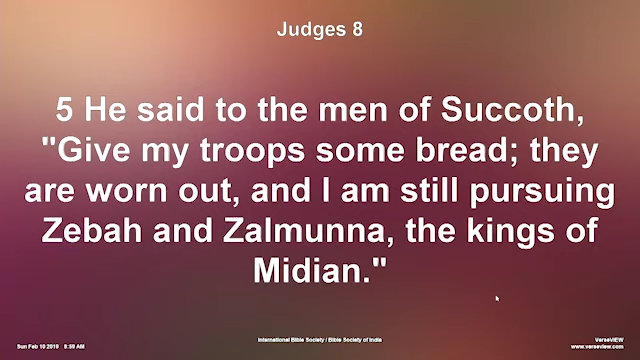 Judges 8
5 He said to the men of Succoth,
"Give my troops some bread; they
are worn out, and I am still pursuing
Zebah and Zalmunna, the kings of
Midian."
Sun Feb 10 2019 8:59 AM
International Bible Society / Bible Society of India
VerseVIEW
www.verseview.com